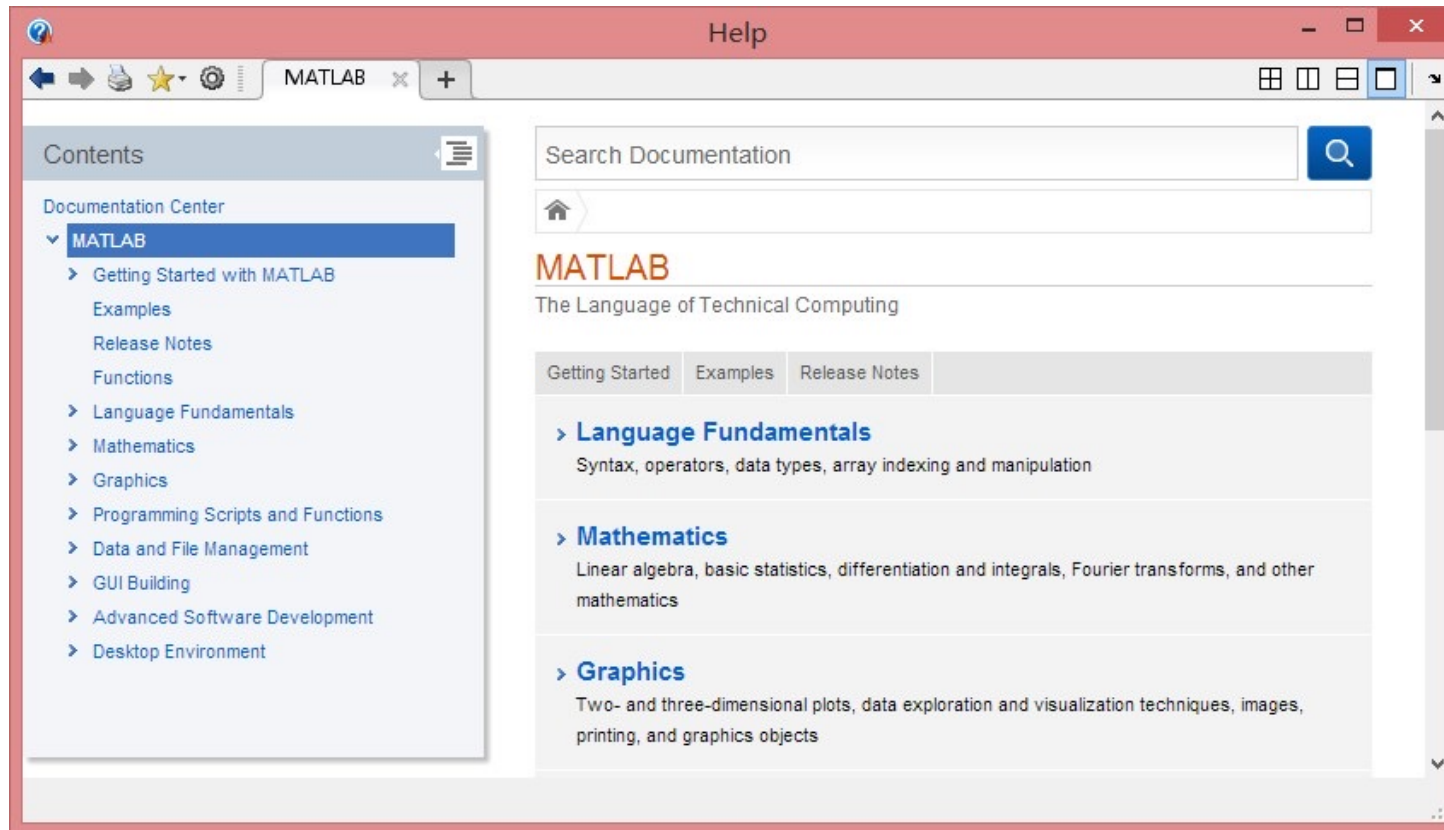 Help
MATLAB
Contents
Documentation Center
MATLAB
Getting Started with MATLAB
Examples
Release Notes
Functions
Language Fundamentals
Mathematics
Graphics
Programming Scripts and Functions
Data and File Management
GUI Building
Advanced Software Development
Desktop Environment
Search Documentation
MATLAB
The Language of Technical Computing
Getting Started Examples Release Notes
Language Fundamentals
Syntax, operators, data types, array indexing and manipulation
Mathematics
Linear algebra, basic statistics, differentiation and integrals, Fourier transforms, and other
mathematics
Graphics
Two- and three-dimensional plots, data exploration and visualization techniques, images,
printing, and graphics objects